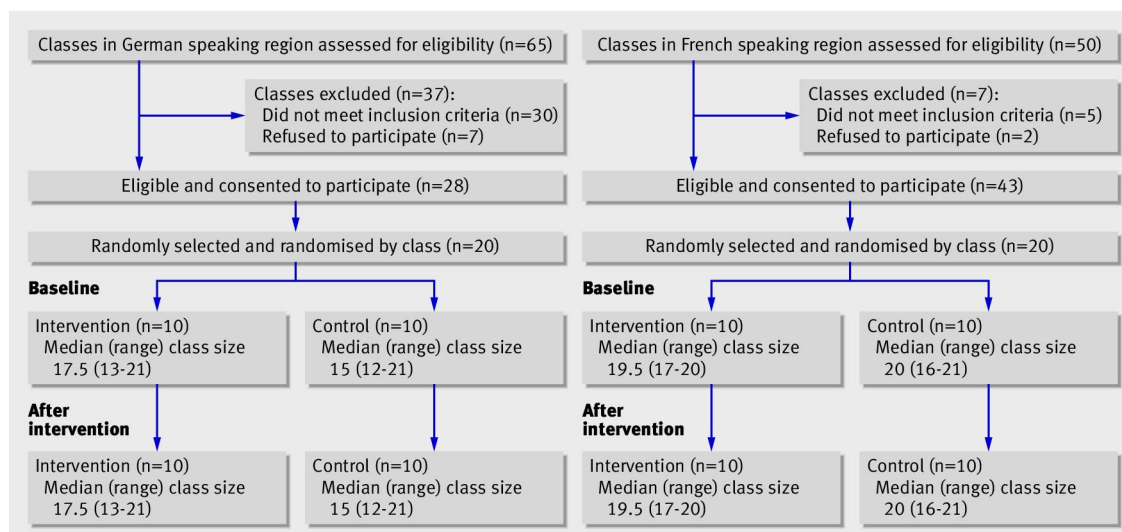 Classes in German speaking region assessed for eligibility (n=65)
Classes excluded (n=37):
Did not meet inclusion criteria (n=30)
Refused to participate (n=7)
Eligible and consented to participate (n=28)
Randomly selected and randomised by class (n=20)
Baseline
Intervention (n=10)
Median (range) class size
17.5 (13-21)
Control (n=10)
Median (range) class size
15 (12-21)
After
intervention
Intervention (n=10)
Median (range) class size
17.5 (13-21)
Control (n=10)
Median (range) class size
15 (12-21)
Classes in French speaking region assessed for eligibility (n=50)
Classes excluded (n=7):
Did not meet inclusion criteria (n=5)
Refused to participate (n=2)
Eligible and consented to participate (n=43)
Randomly selected and randomised by class (n=20)
Baseline
Intervention (n=10)
Median (range) class size
19.5 (17-20)
Control (n=10)
Median (range) class size
20 (16-21)
After
intervention
Intervention (n=10)
Median (range) class size
19.5 (17-20)
Control (n=10)
Median (range) class size
20 (16-21)